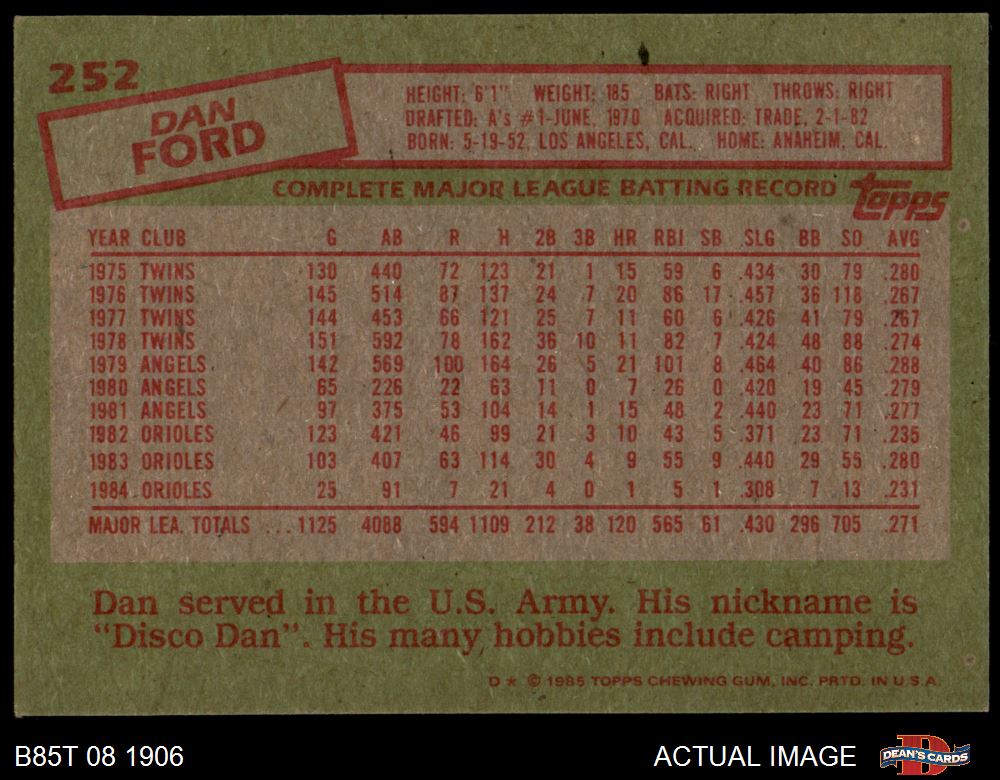 252
DAN
FORD
HEIGHT: 6'1" WEIGHT: 185 BATS: RIGHT THROWS: RIGHT
DRAFTED: A's #1-JUNE, 1970 ACQUIRED: TRADE, 2-1-82
BORN: 5-19-52, LOS ANGELES, CAL. HOME: ANAHEIM, CAL.
COMPLETE MAJOR LEAGUE BATTING RECORD topps
YEAR CLUB G AB R H 2B 3B HR RBI SB SLG BB SO AVG
1975 TWINS 130 440 72 123 21 1 15 59 6 .434 30 79 .280
1976 TWINS 145 514 87 137 24 7 20 86 17 .457 36 118 .267
1977 TWINS 144 453 66 121 25 7 11 60 6 .426 41 79 .267
1978 TWINS 151 592 78 162 36 10 11 82 7 .424 48 88 .274
1979 ANGELS 142 569 100 164 26 5 21 101 8 .464 40 86 .288
1980 ANGELS 65 226 22 63 11 0 7 26 0 .420 19 45 .279
1981 ANGELS 97 375 53 104 14 1 15 48 2 .440 23 71 .277
1982 ORIOLES 123 421 46 99 21 3 10 43 5 .371 23 71 .235
1983 ORIOLES 103 407 63 114 30 4 9 55 9 .440 29 55 .280
1984 ORIOLES 25 91 7 21 4 0 1 5 1 .308 7 13 .231
MAJOR LEA. TOTALS ...1125 4088 594 1109 212 38 120 565 61 .430 296 705 .271
Dan served in the U.S. Army. His nickname is
"Disco Dan". His many hobbies include camping.
D* © 1985 TOPPS CHEWING GUM, INC. PRTD. IN U.S.A.
B85T 08 1906 ACTUAL IMAGE DEAN'S CARDS